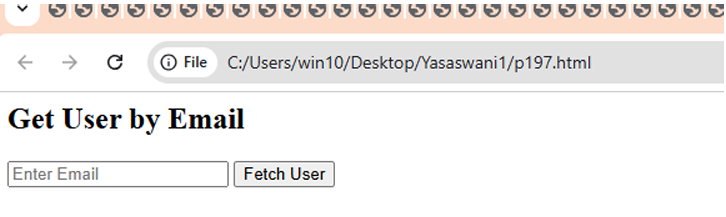 File C:/Users/win10/Desktop/Yasaswani1/p197.html
Get User by Email
Enter Email Fetch User